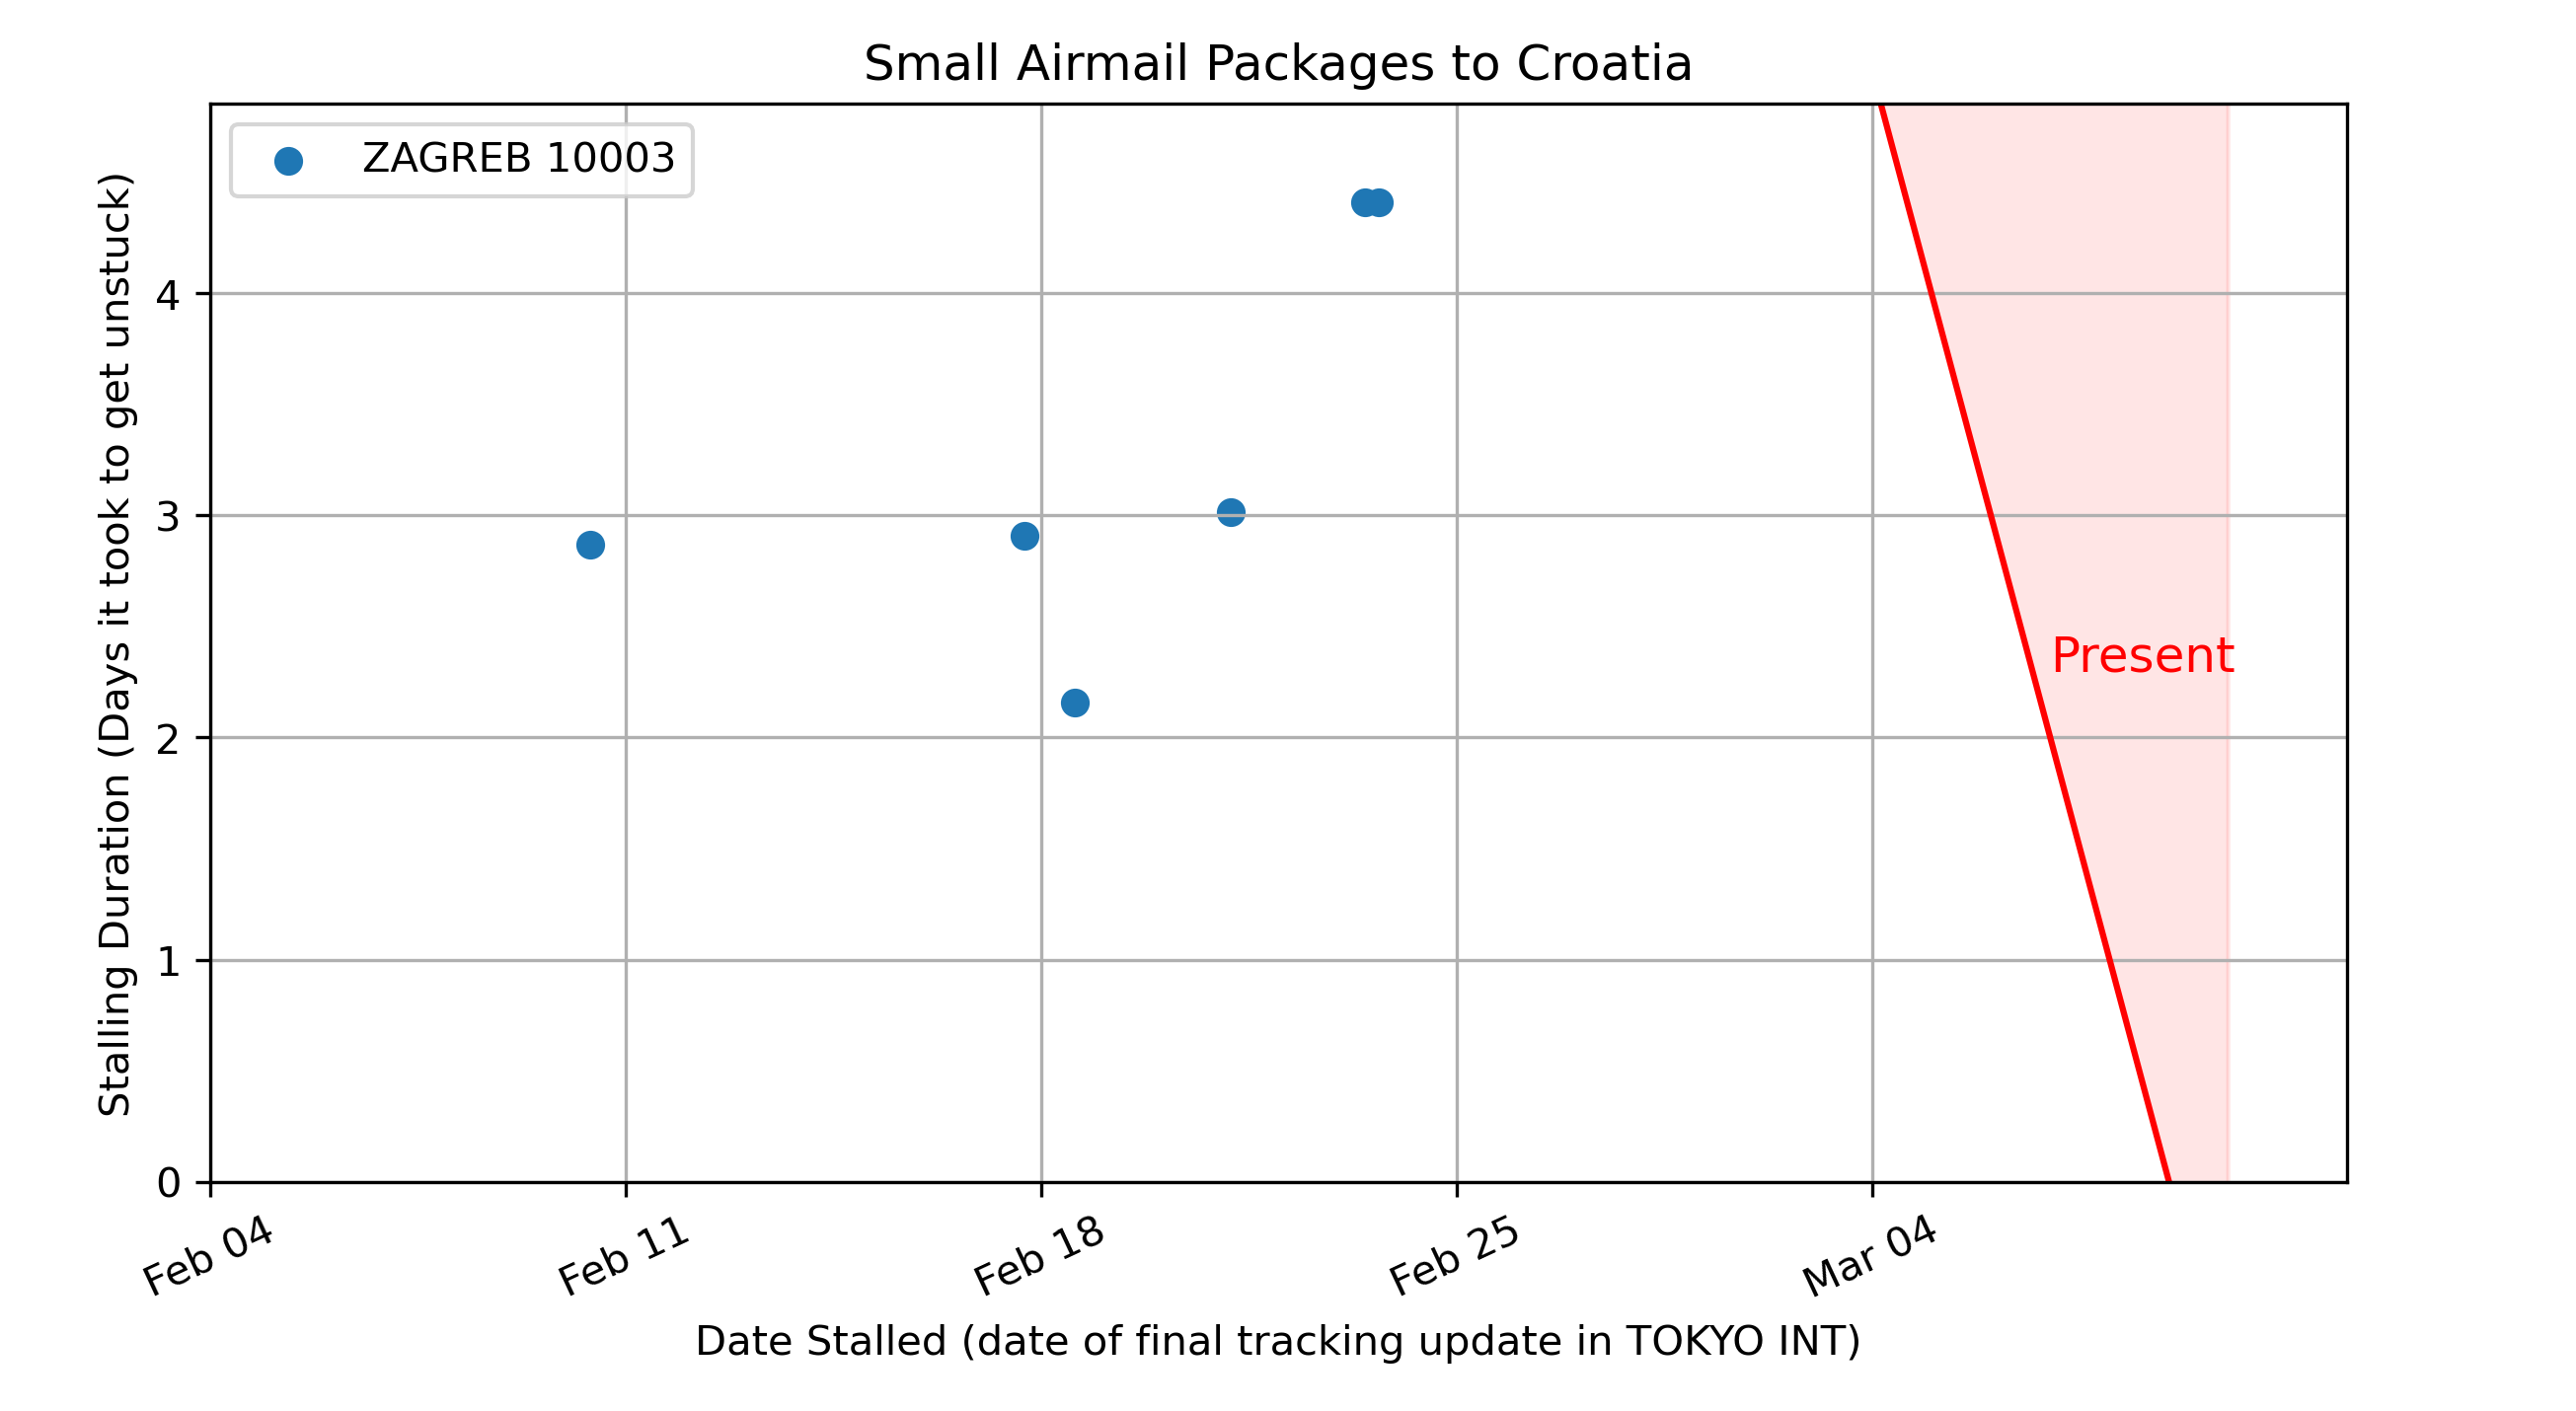 Small Airmail Packages to Croatia
ZAGREB 10003
Stalling Duration (Days it took to get unstuck)
4
3
2
1
0
Present
Feb 04
Feb 11
Feb 18
Feb 25
Mar 04
Date Stalled (date of final tracking update in TOKYO INT)